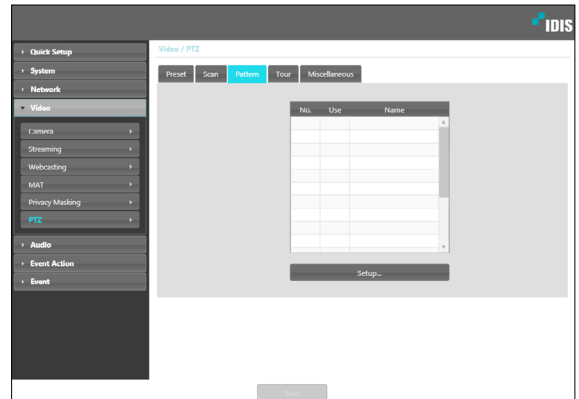 IDIS
Quick Setup
System
Network
Video
Camera
Streaming
Webcasting
MAT
Privacy Masking
PTZ
Audio
Event Action
Event
Video / PTZ
Preset Scan Pattern Tour Miscellaneous
No. Use Name
Setup...
Save